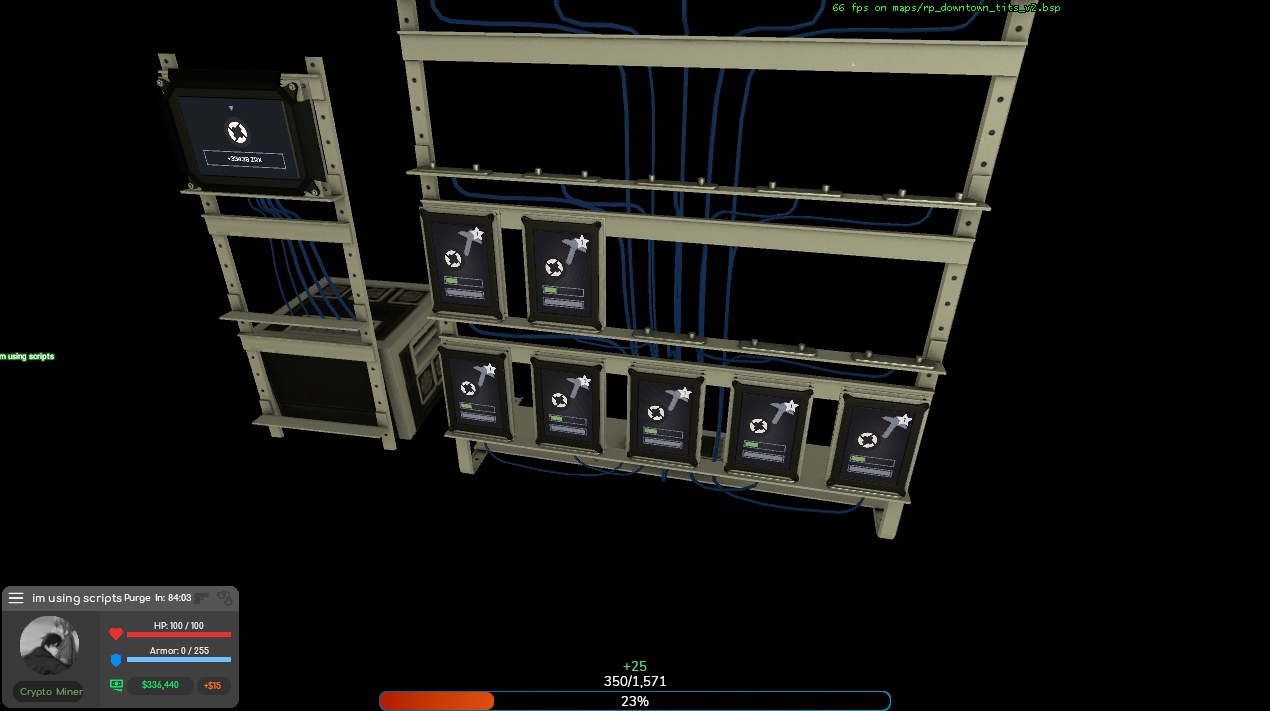 66 fps on maps/rp_downtown_tits_v2.bsp
m using scripts
im using scripts Purge In: 84:03
HP: 100 / 100
Armor: 0 / 255
Crypto Miner
$336,440
+$15
+25
350/1,571
23%